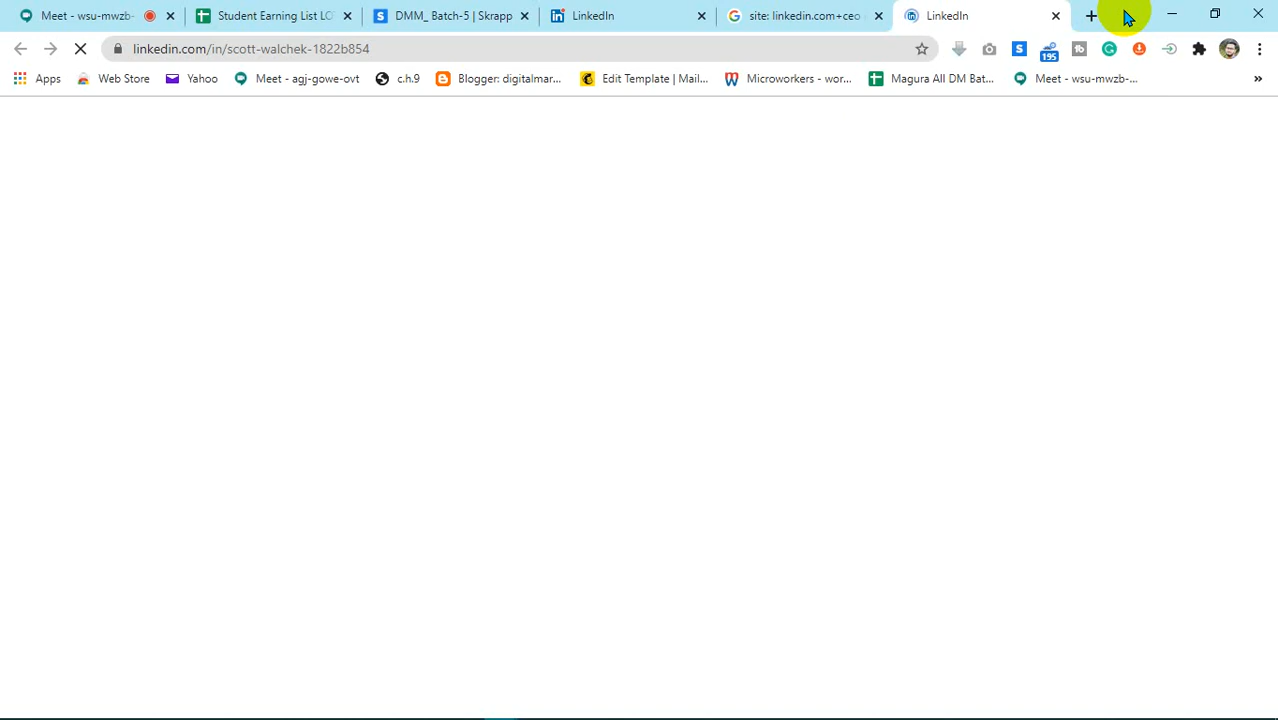 Meet - wsu-mwzb- Student Earning List LC DMM_ Batch-5 | Skrapp LinkedIn site: linkedin.com+ceo LinkedIn
linkedin.com/in/scott-walchek-1822b854 195
Apps Web Store Yahoo Meet - agj-gowe-ovt c.h.9 Blogger: digitalmar... Edit Template | Mail... Microworkers - wor... Magura All DM Bat... Meet - wsu-mwzb-... »